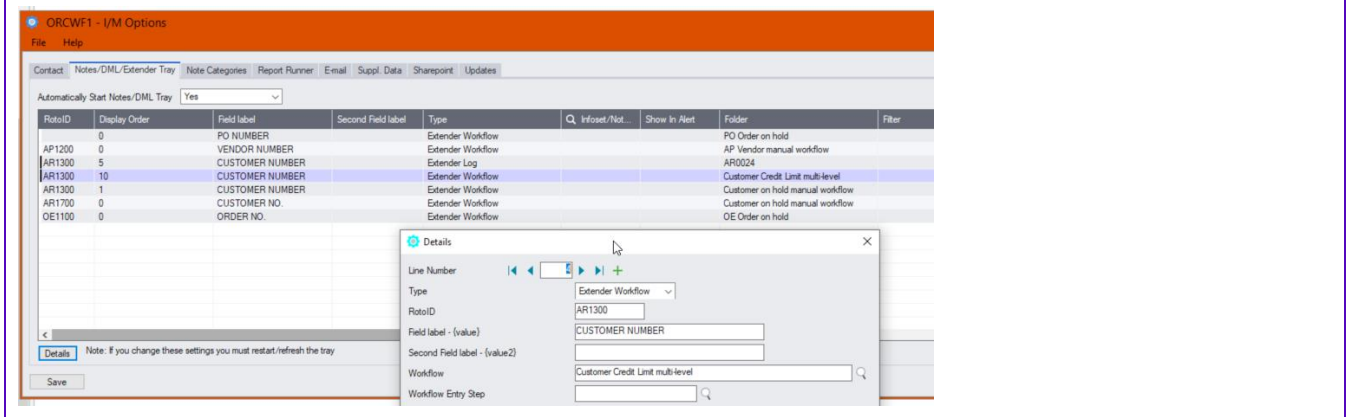 ORCWF1 - I/M Options
File Help
Contact Notes/DML/Extender Tray Note Categories Report Runner E-mail Suppl. Data Sharepoint Updates
Automatically Start Notes/DML Tray Yes
RotoID Display Order Field label Second Field label Type Infoset/Not... Show In Alert Folder Filter
0 PO NUMBER Extender Workflow PO Order on hold
AP1200 0 VENDOR NUMBER Extender Workflow AP Vendor manual workflow
AR1300 5 CUSTOMER NUMBER Extender Log AR0024
AR1300 10 CUSTOMER NUMBER Extender Workflow Customer Credit Limit multi-level
AR1300 1 CUSTOMER NUMBER Extender Workflow Customer on hold manual workflow
AR1700 0 CUSTOMER NO. Extender Workflow Customer on hold manual workflow
OE1100 0 ORDER NO. Extender Workflow OE Order on hold
Details
Line Number 4
Type Extender Workflow
RotoID AR1300
Field label - {value} CUSTOMER NUMBER
Second Field label - {value2}
Workflow Customer Credit Limit multi-level
Workflow Entry Step
Details Note: If you change these settings you must restart/refresh the tray
Save